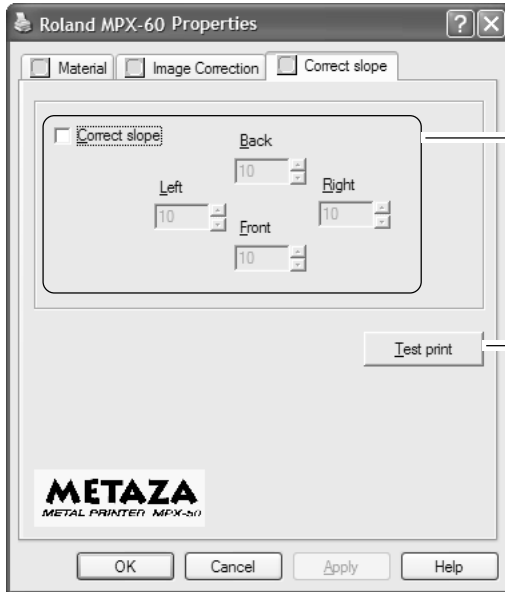 Roland MPX-60 Properties
Material Image Correction Correct slope
Correct slope
Back
10
Left
10
Right
10
Front
10
Test print
METAZA
METAL PRINTER MPX-60
OK Cancel Apply Help